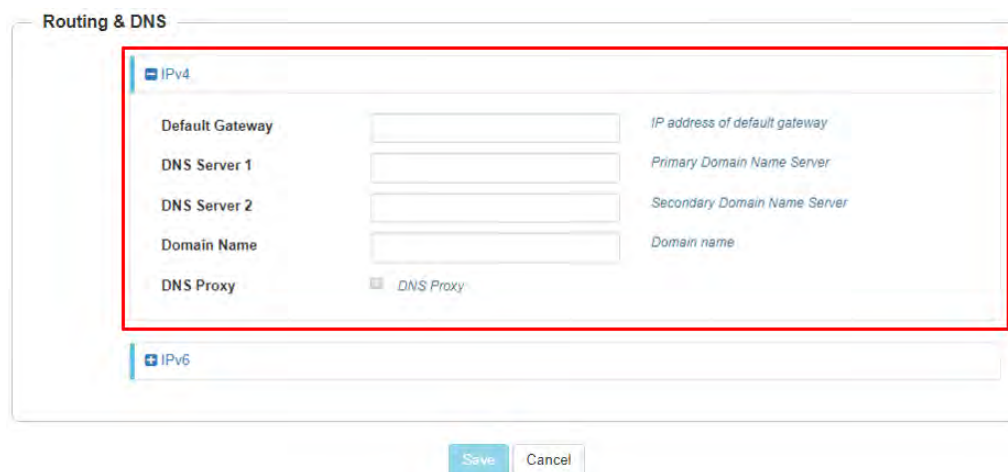 Routing & DNS
IPv4
Default Gateway IP address of default gateway
DNS Server 1 Primary Domain Name Server
DNS Server 2 Secondary Domain Name Server
Domain Name Domain name
DNS Proxy DNS Proxy
IPv6
Save Cancel